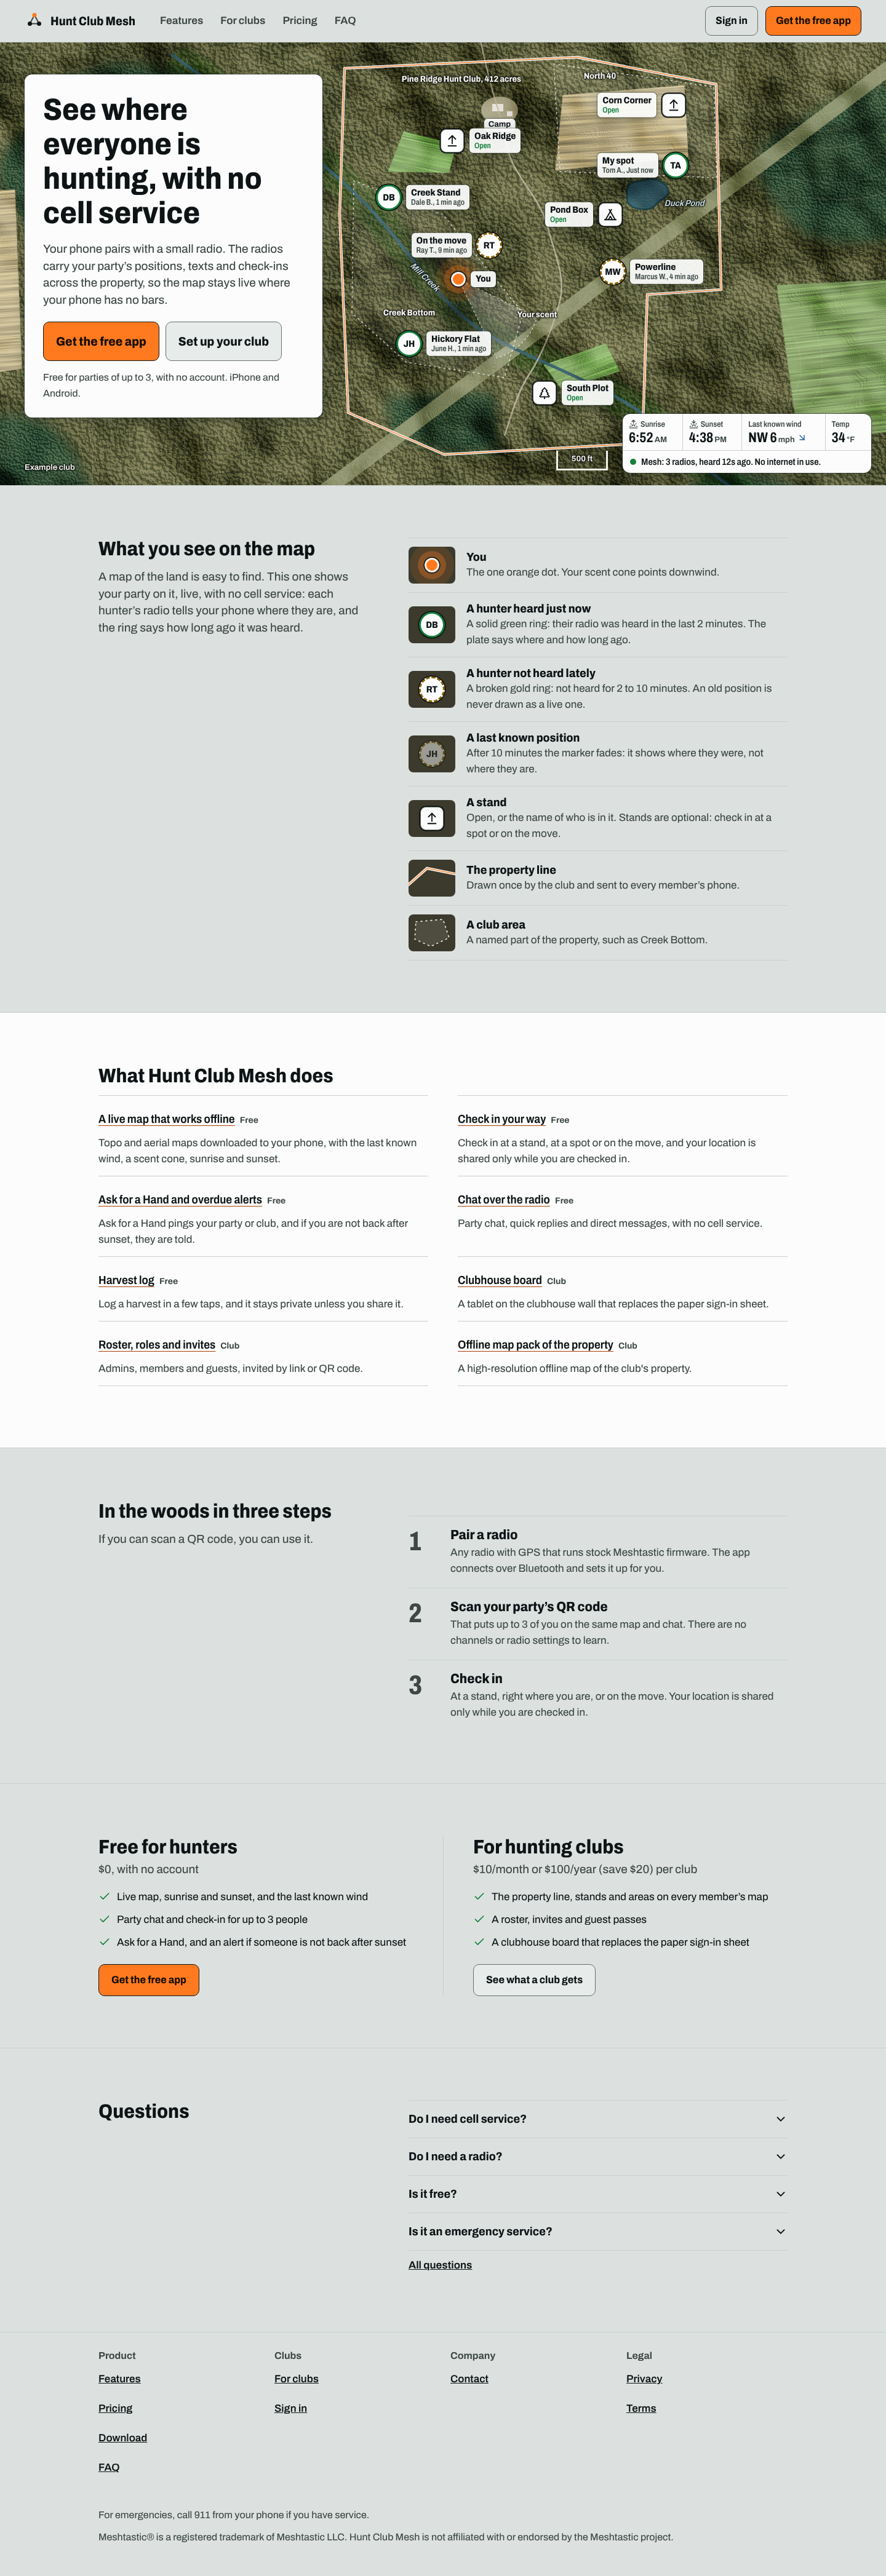 Hunt Club Mesh
Features
For clubs
Pricing
FAQ
Sign in
Get the free app
See where
everyone is
hunting, with no
cell service
Your phone pairs with a small radio. The radios
carry your party’s positions, texts and check-ins
across the property, so the map stays live where
your phone has no bars.
Get the free app
Set up your club
Free for parties of up to 3, with no account. iPhone and
Android.
Example club
Pine Ridge Hunt Club, 412 acres
North 40
Camp
Corn Corner
Open
Oak Ridge
Open
My spot
Tom A., Just now
TA
DB
Creek Stand
Dale B., 1 min ago
Duck Pond
Pond Box
Open
On the move
Ray T., 9 min ago
RT
Mill Creek
You
MW
Powerline
Marcus W., 4 min ago
Creek Bottom
Your scent
JH
Hickory Flat
June H., 1 min ago
South Plot
Open
500 ft
Sunrise
6:52 AM
Sunset
4:38 PM
Last known wind
NW 6 mph
Temp
34 °F
Mesh: 3 radios, heard 12s ago. No internet in use.
What you see on the map
A map of the land is easy to find. This one shows
your party on it, live, with no cell service: each
hunter’s radio tells your phone where they are, and
the ring says how long ago it was heard.
You
The one orange dot. Your scent cone points downwind.
DB
A hunter heard just now
A solid green ring: their radio was heard in the last 2 minutes. The
plate says where and how long ago.
RT
A hunter not heard lately
A broken gold ring: not heard for 2 to 10 minutes. An old position is
never drawn as a live one.
JH
A last known position
After 10 minutes the marker fades: it shows where they were, not
where they are.
A stand
Open, or the name of who is in it. Stands are optional: check in at a
spot or on the move.
The property line
Drawn once by the club and sent to every member’s phone.
A club area
A named part of the property, such as Creek Bottom.
What Hunt Club Mesh does
A live map that works offline Free
Topo and aerial maps downloaded to your phone, with the last known
wind, a scent cone, sunrise and sunset.
Check in your way Free
Check in at a stand, at a spot or on the move, and your location is
shared only while you are checked in.
Ask for a Hand and overdue alerts Free
Ask for a Hand pings your party or club, and if you are not back after
sunset, they are told.
Chat over the radio Free
Party chat, quick replies and direct messages, with no cell service.
Harvest log Free
Log a harvest in a few taps, and it stays private unless you share it.
Clubhouse board Club
A tablet on the clubhouse wall that replaces the paper sign-in sheet.
Roster, roles and invites Club
Admins, members and guests, invited by link or QR code.
Offline map pack of the property Club
A high-resolution offline map of the club's property.
In the woods in three steps
If you can scan a QR code, you can use it.
1
Pair a radio
Any radio with GPS that runs stock Meshtastic firmware. The app
connects over Bluetooth and sets it up for you.
2
Scan your party’s QR code
That puts up to 3 of you on the same map and chat. There are no
channels or radio settings to learn.
3
Check in
At a stand, right where you are, or on the move. Your location is shared
only while you are checked in.
Free for hunters
$0, with no account
Live map, sunrise and sunset, and the last known wind
Party chat and check-in for up to 3 people
Ask for a Hand, and an alert if someone is not back after sunset
Get the free app
For hunting clubs
$10/month or $100/year (save $20) per club
The property line, stands and areas on every member’s map
A roster, invites and guest passes
A clubhouse board that replaces the paper sign-in sheet
See what a club gets
Questions
Do I need cell service?
Do I need a radio?
Is it free?
Is it an emergency service?
All questions
Product
Features
Pricing
Download
FAQ
Clubs
For clubs
Sign in
Company
Contact
Legal
Privacy
Terms
For emergencies, call 911 from your phone if you have service.
Meshtastic® is a registered trademark of Meshtastic LLC. Hunt Club Mesh is not affiliated with or endorsed by the Meshtastic project.